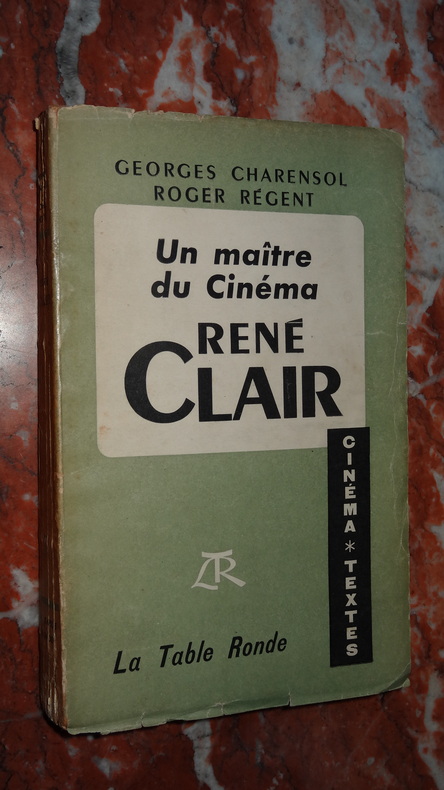 GEORGES CHARENSOL
ROGER RÉGENT
Un maître
du Cinéma
RENÉ
CLAIR
CINÉMA * TEXTES
LTR
La Table Ronde